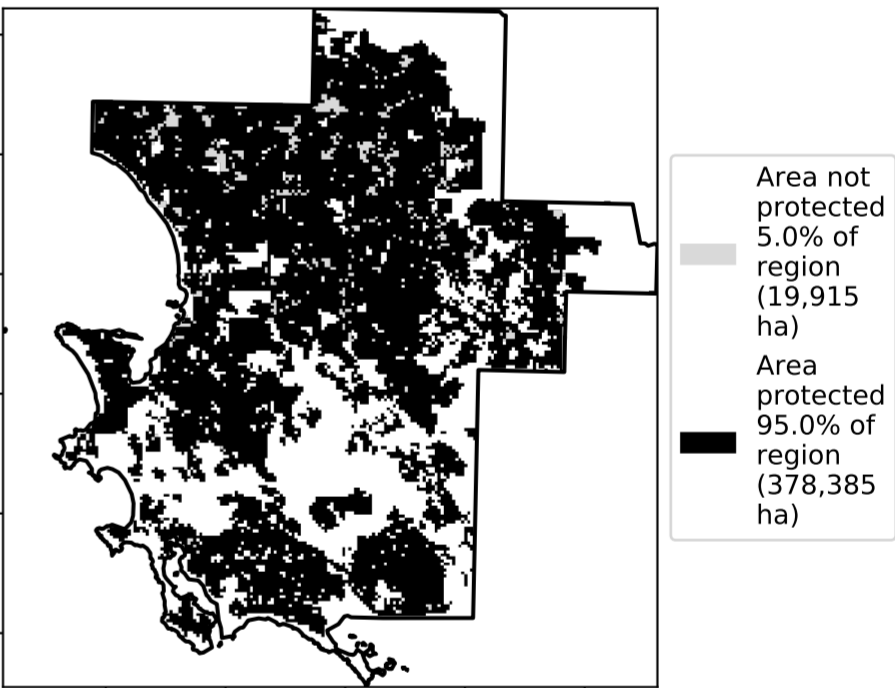 Area not
protected
5.0% of
region
(19,915
ha)
Area
protected
95.0% of
region
(378,385
ha)